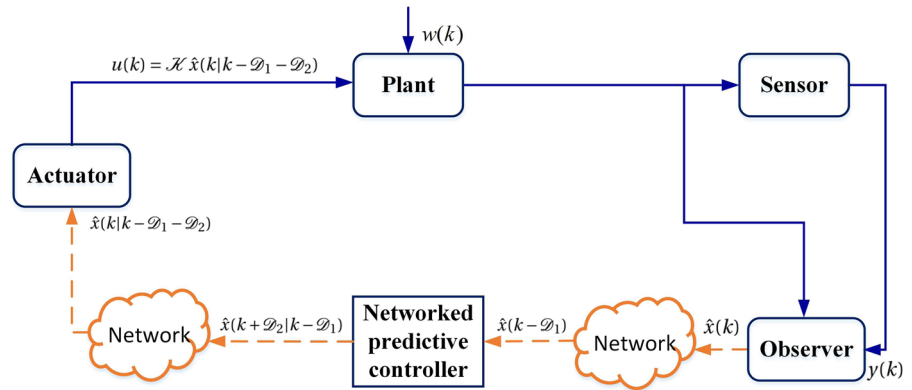 w(k)
u(k) = 𝒦 x̂(k|k−𝒟₁−𝒟₂)
Plant
Sensor
Actuator
x̂(k|k−𝒟₁−𝒟₂)
Network
x̂(k+𝒟₂|k−𝒟₁)
Networked
predictive
controller
x̂(k−𝒟₁)
Network
x̂(k)
Observer
y(k)